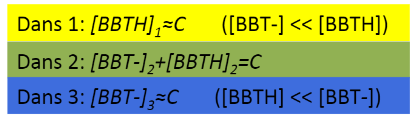 Dans 1: [BBTH]₁≈C ([BBT-] << [BBTH])
Dans 2: [BBT-]₂+[BBTH]₂=C
Dans 3: [BBT-]₃≈C ([BBTH] << [BBT-])